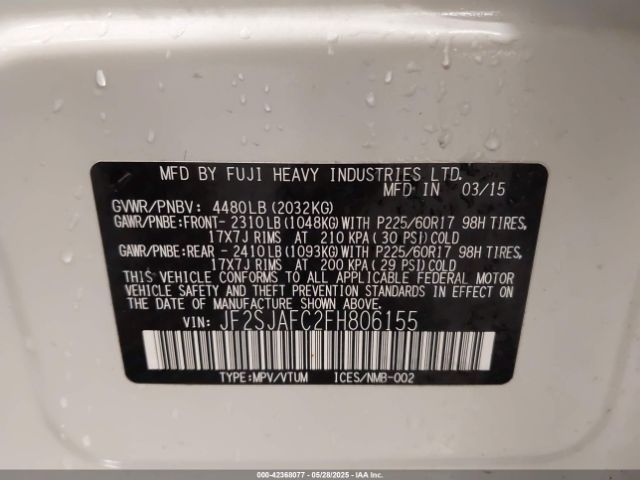 MFD BY FUJI HEAVY INDUSTRIES LTD.
MFD IN 03/15
GVWR/PNBV: 4480LB(2032KG)
GAWR/PNBE:FRONT- 2310LB(1048KG)WITH P225/60R17 98H TIRES,
17X7J RIMS AT 210 KPA(30 PSI)COLD
GAWR/PNBE:REAR - 2410LB(1093KG)WITH P225/60R17 98H TIRES,
17X7J RIMS AT 200 KPA(29 PSI)COLD
THIS VEHICLE CONFORMS TO ALL APPLICABLE FEDERAL MOTOR
VEHICLE SAFETY AND BUMPER STANDARDS IN EFFECT ON THE
DATE OF MANUFACTURE SHOWN ABOVE.
VIN: JF2SJAFC2FH806155
TYPE:MPV/VTUM ICES/NMB-002
000-42368077 - 05/28/2025 - COPYRIGHTED BY IAA, LLC